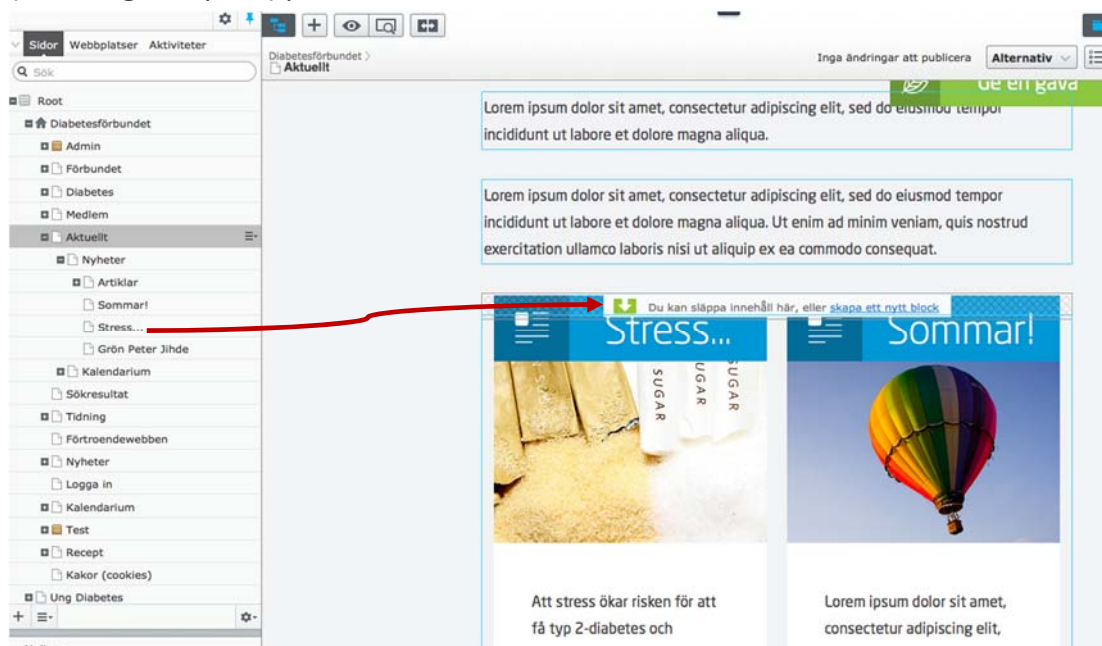 Sidor Webbplatser Aktiviteter
Sök
Root
Diabetesförbundet
Admin
Förbundet
Diabetes
Medlem
Aktuellt
Nyheter
Artiklar
Sommar!
Stress...
Grön Peter Jihde
Kalendarium
Sökresultat
Tidning
Förtroendewebben
Nyheter
Logga in
Kalendarium
Test
Recept
Kakor (cookies)
Ung Diabetes
Diabetesförbundet
Aktuellt
Inga ändringar att publicera
Alternativ
Ge en gåva
Lorem ipsum dolor sit amet, consectetur adipiscing elit, sed do eiusmod tempor
incididunt ut labore et dolore magna aliqua.
Lorem ipsum dolor sit amet, consectetur adipiscing elit, sed do eiusmod tempor
incididunt ut labore et dolore magna aliqua. Ut enim ad minim veniam, quis nostrud
exercitation ullamco laboris nisi ut aliquip ex ea commodo consequat.
Du kan släppa innehåll här, eller skapa ett nytt block
Stress...
SUGAR
SUGAR
SUGAR
Att stress ökar risken för att
få typ 2-diabetes och
Sommar!
Lorem ipsum dolor sit amet,
consectetur adipiscing elit,